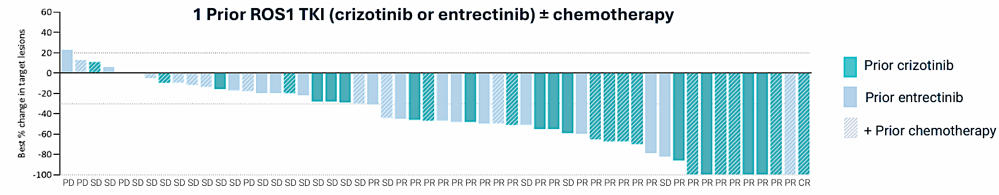 1 Prior ROS1 TKI (crizotinib or entrectinib) ± chemotherapy
Best % change in target lesions
60
40
20
0
-20
-40
-60
-80
-100
PD PD SD SD PD SD SD SD SD SD SD SD SD PD SD SD SD SD SD SD SD SD PR SD PR PR PR PR PR PR PR PR PR SD PR PR SD PR PR PR PR PR PR SD PR PR PR PR PR PR PR PR PR CR
Prior crizotinib
Prior entrectinib
+ Prior chemotherapy